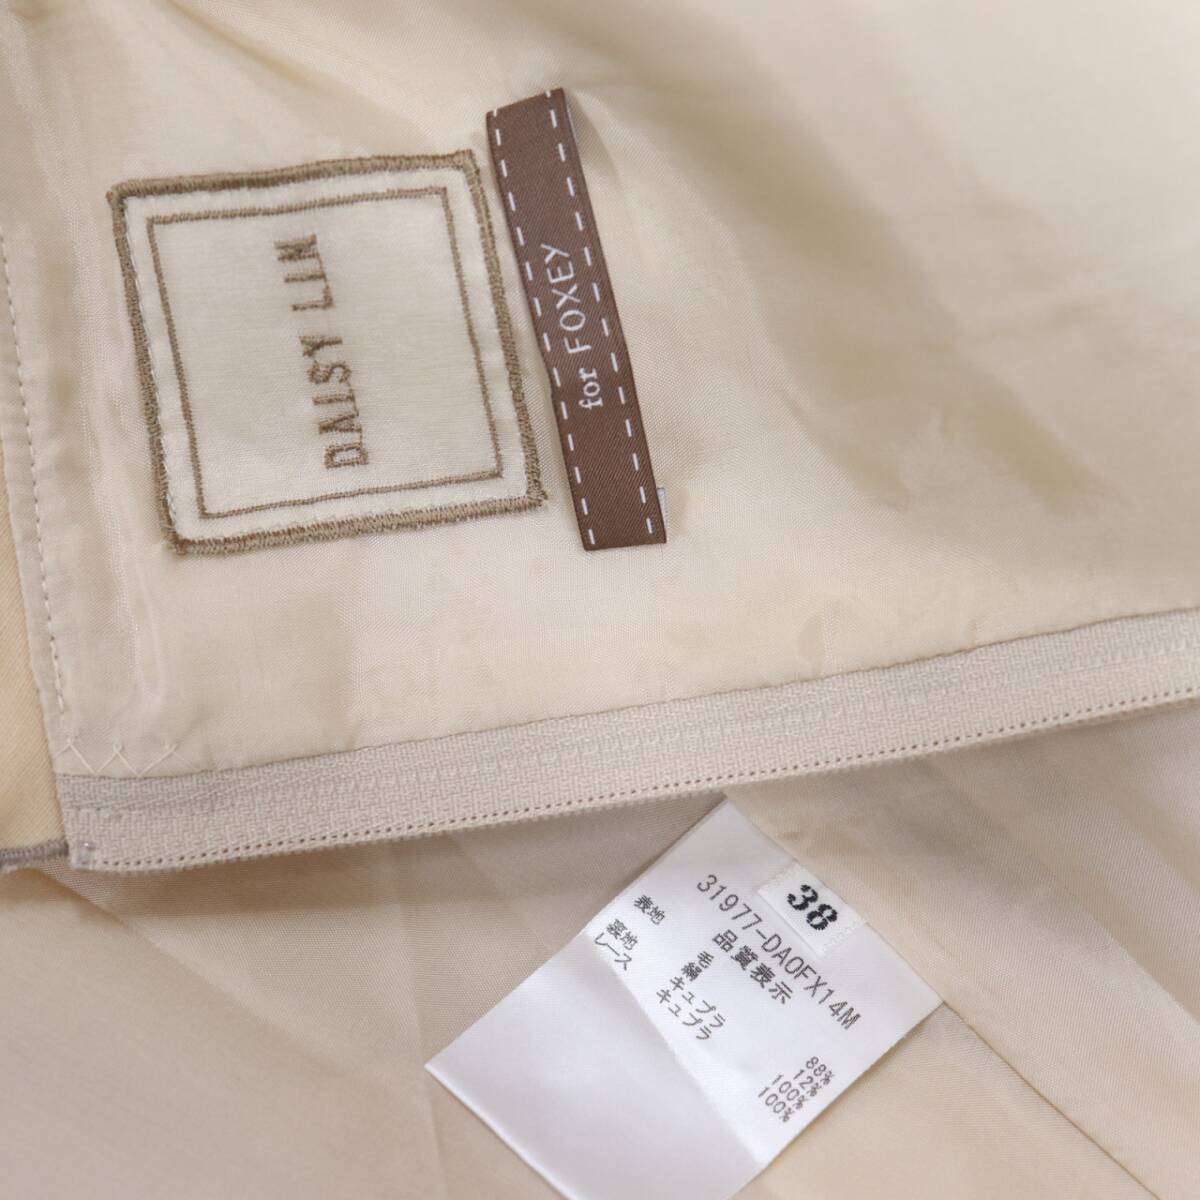 DAISY LIN
for FOXEY
38
31977-DA0FX14M
品質表示
表地 毛 88%
絹 12%
裏地 キュプラ 100%
レース キュプラ 100%